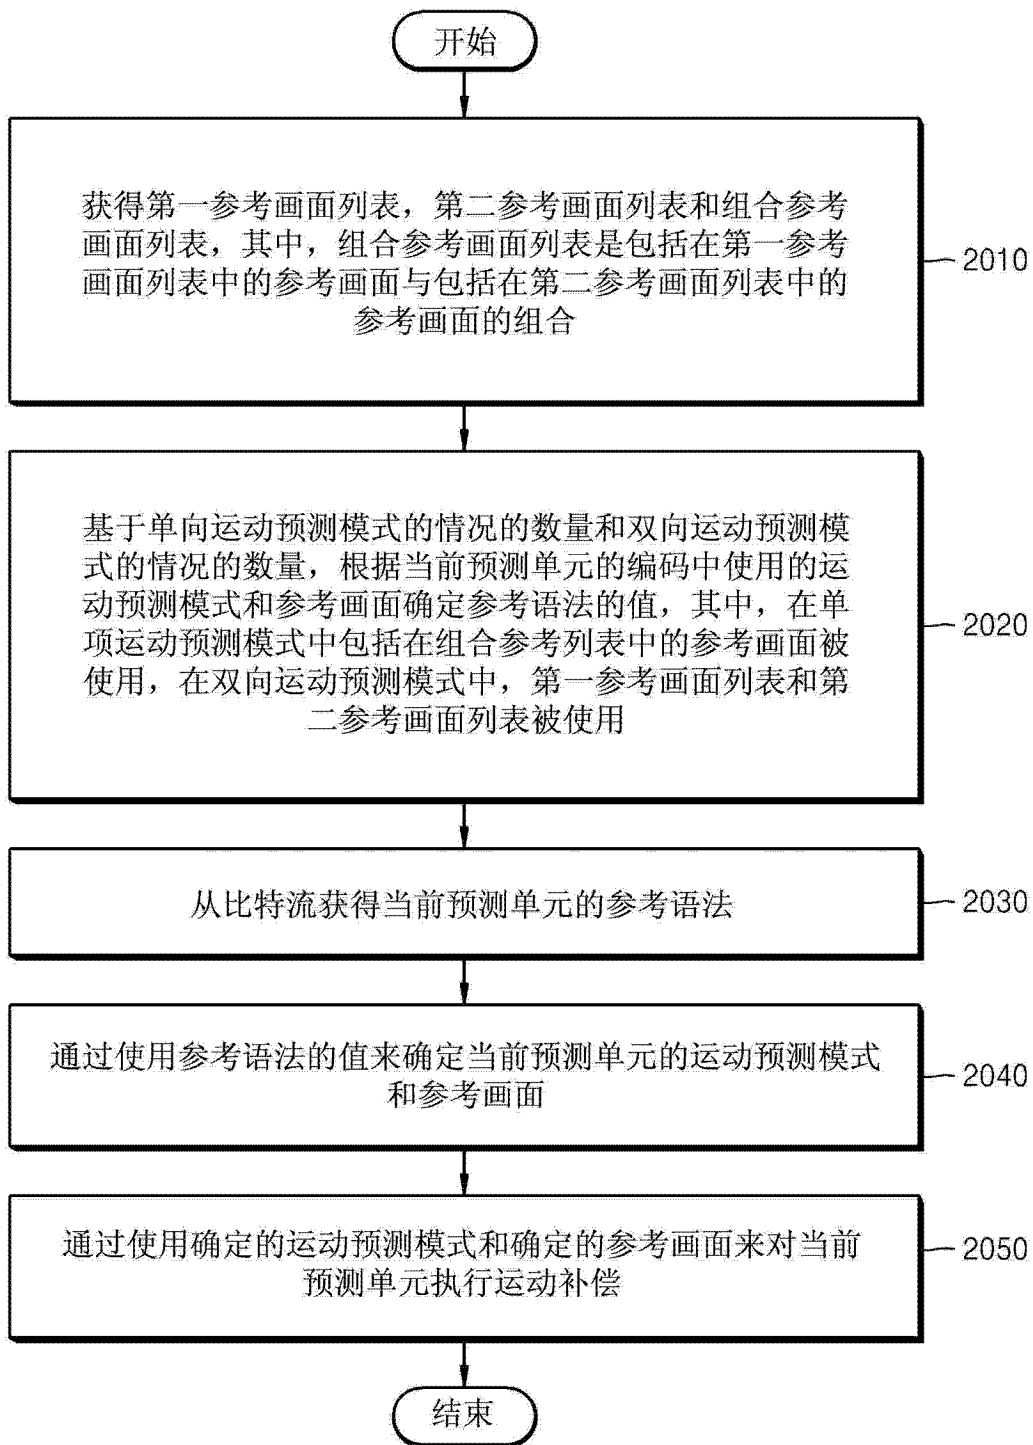 开始
获得第一参考画面列表，第二参考画面列表和组合参考
画面列表，其中，组合参考画面列表是包括在第一参考
画面列表中的参考画面与包括在第二参考画面列表中的
参考画面的组合
2010
基于单向运动预测模式的情况的数量和双向运动预测模
式的情况的数量，根据当前预测单元的编码中使用的运
动预测模式和参考画面确定参考语法的值，其中，在单
项运动预测模式中包括在组合参考列表中的参考画面被
使用，在双向运动预测模式中，第一参考画面列表和第
二参考画面列表被使用
2020
从比特流获得当前预测单元的参考语法
2030
通过使用参考语法的值来确定当前预测单元的运动预测模式
和参考画面
2040
通过使用确定的运动预测模式和确定的参考画面来对当前
预测单元执行运动补偿
2050
结束